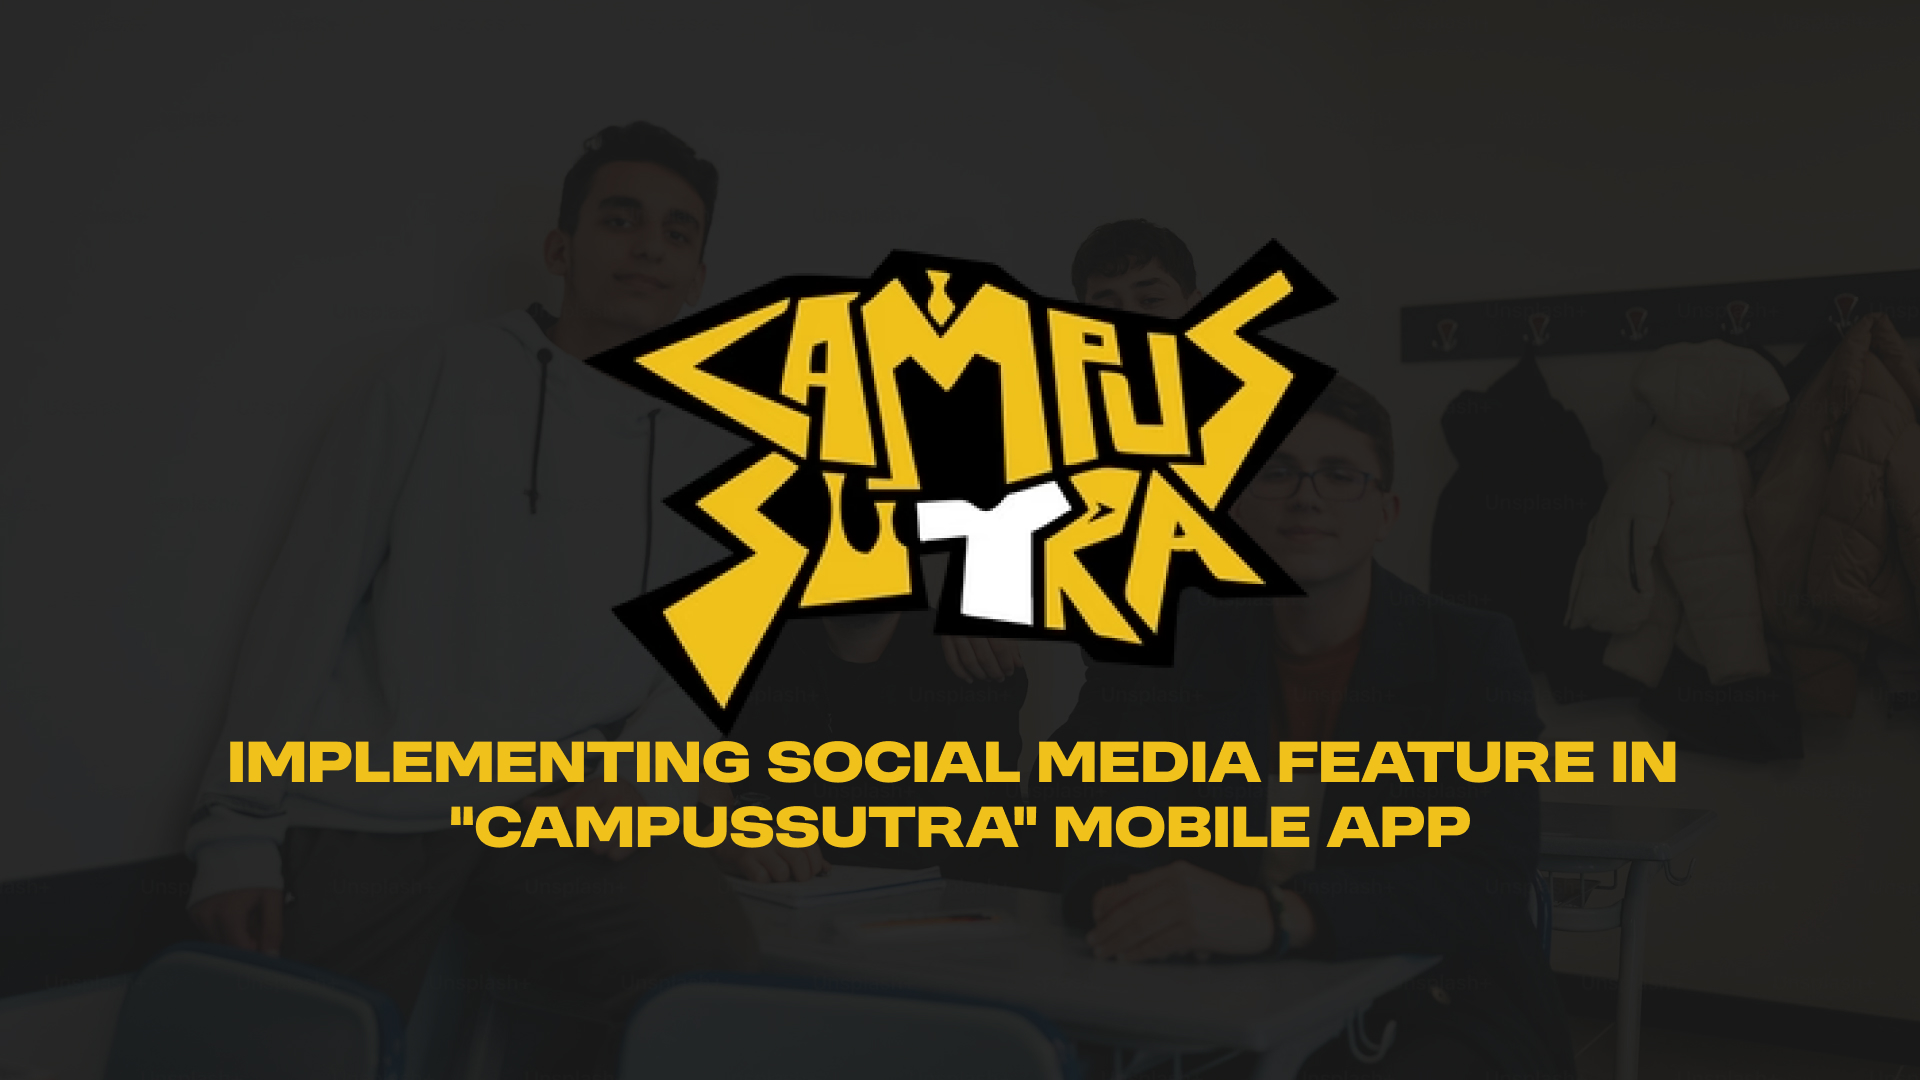 CAMPUS
SUTRA
IMPLEMENTING SOCIAL MEDIA FEATURE IN
"CAMPUSSUTRA" MOBILE APP